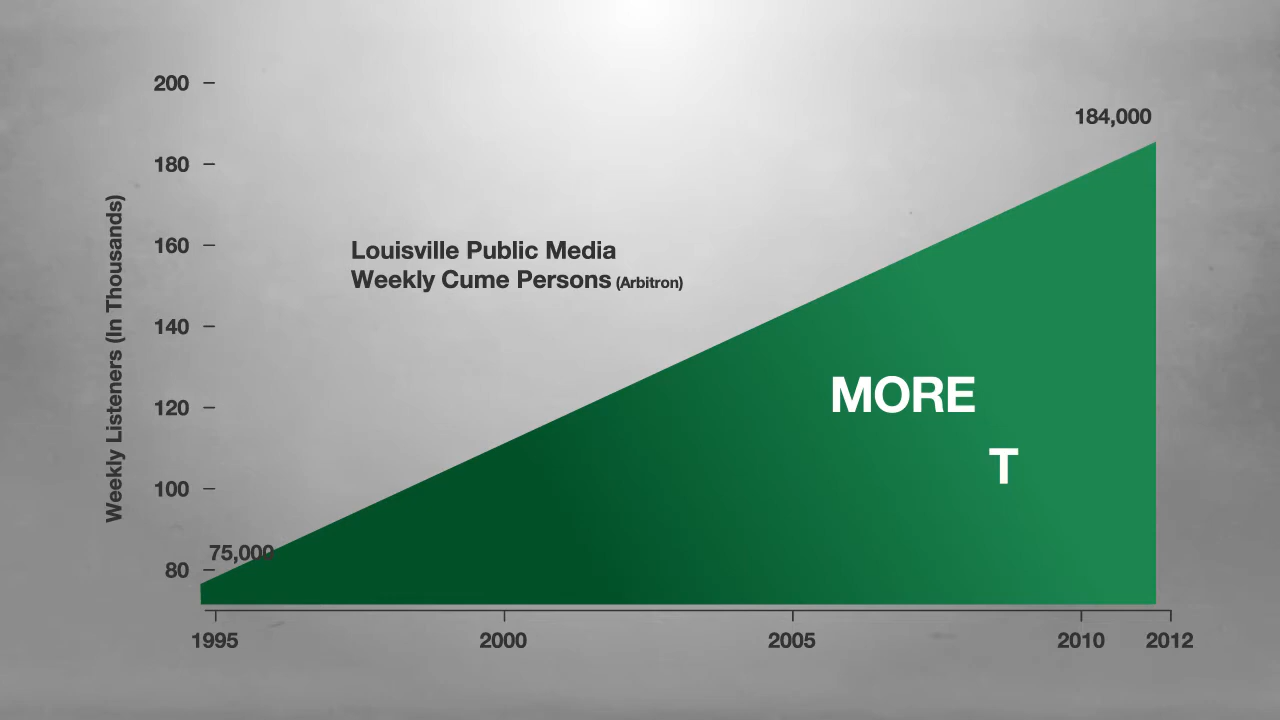 200
184,000
180
160
Louisville Public Media
Weekly Cume Persons (Arbitron)
Weekly Listeners (In Thousands)
140
120
MORE
T
100
75,000
80
1995
2000
2005
2010
2012